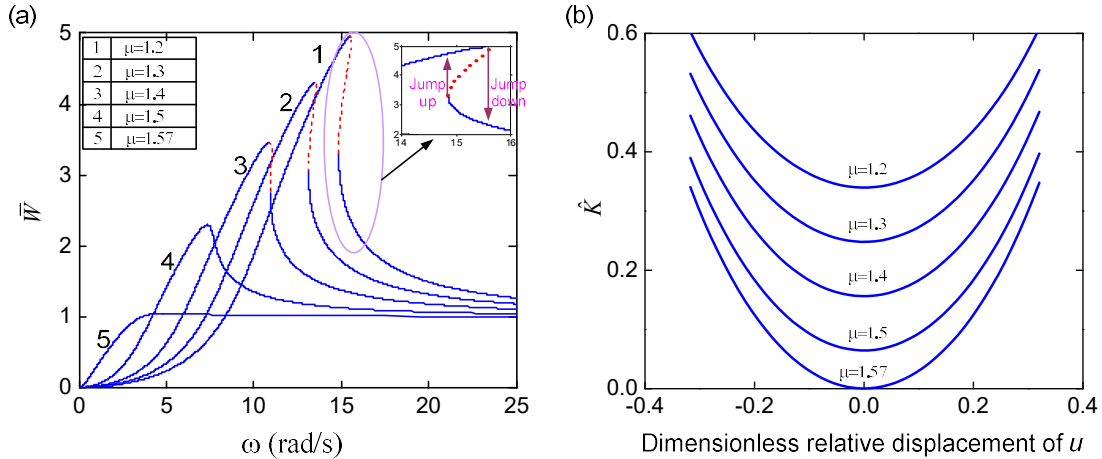 (a)
1 μ=1.2
2 μ=1.3
3 μ=1.4
4 μ=1.5
5 μ=1.57
5
4
3
2
1
0
W̅
1
2
3
4
5
5
4
3
2
14 15 16
Jump up
Jump down
0 5 10 15 20 25
ω (rad/s)
(b)
0.6
0.4
0.2
0.0
K̂
μ=1.2
μ=1.3
μ=1.4
μ=1.5
μ=1.57
-0.4 -0.2 0.0 0.2 0.4
Dimensionless relative displacement of u